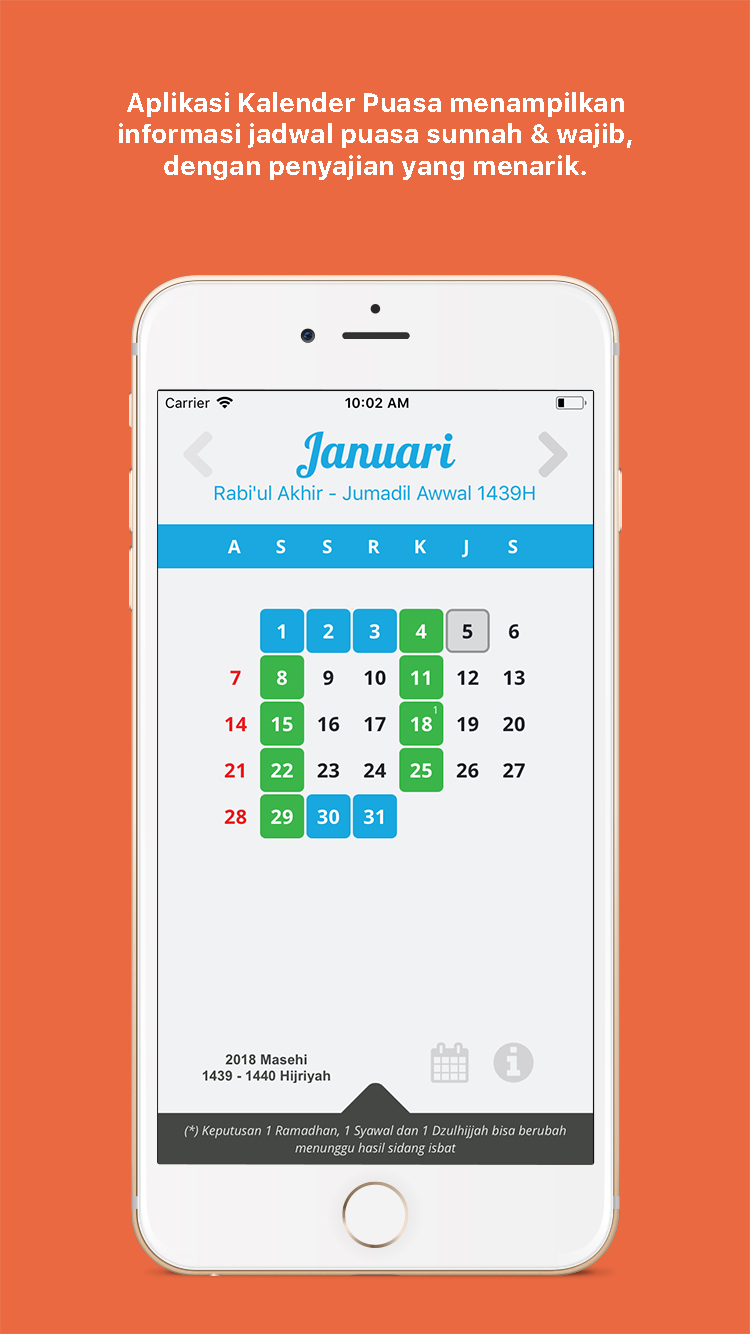 Aplikasi Kalender Puasa menampilkan
informasi jadwal puasa sunnah & wajib,
dengan penyajian yang menarik.
Carrier 10:02 AM
Januari
Rabi'ul Akhir - Jumadil Awwal 1439H
A S S R K J S
1 2 3 4 5 6
7 8 9 10 11 12 13
14 15 16 17 18 1 19 20
21 22 23 24 25 26 27
28 29 30 31
2018 Masehi
1439 - 1440 Hijriyah
(*) Keputusan 1 Ramadhan, 1 Syawal dan 1 Dzulhijjah bisa berubah
menunggu hasil sidang isbat